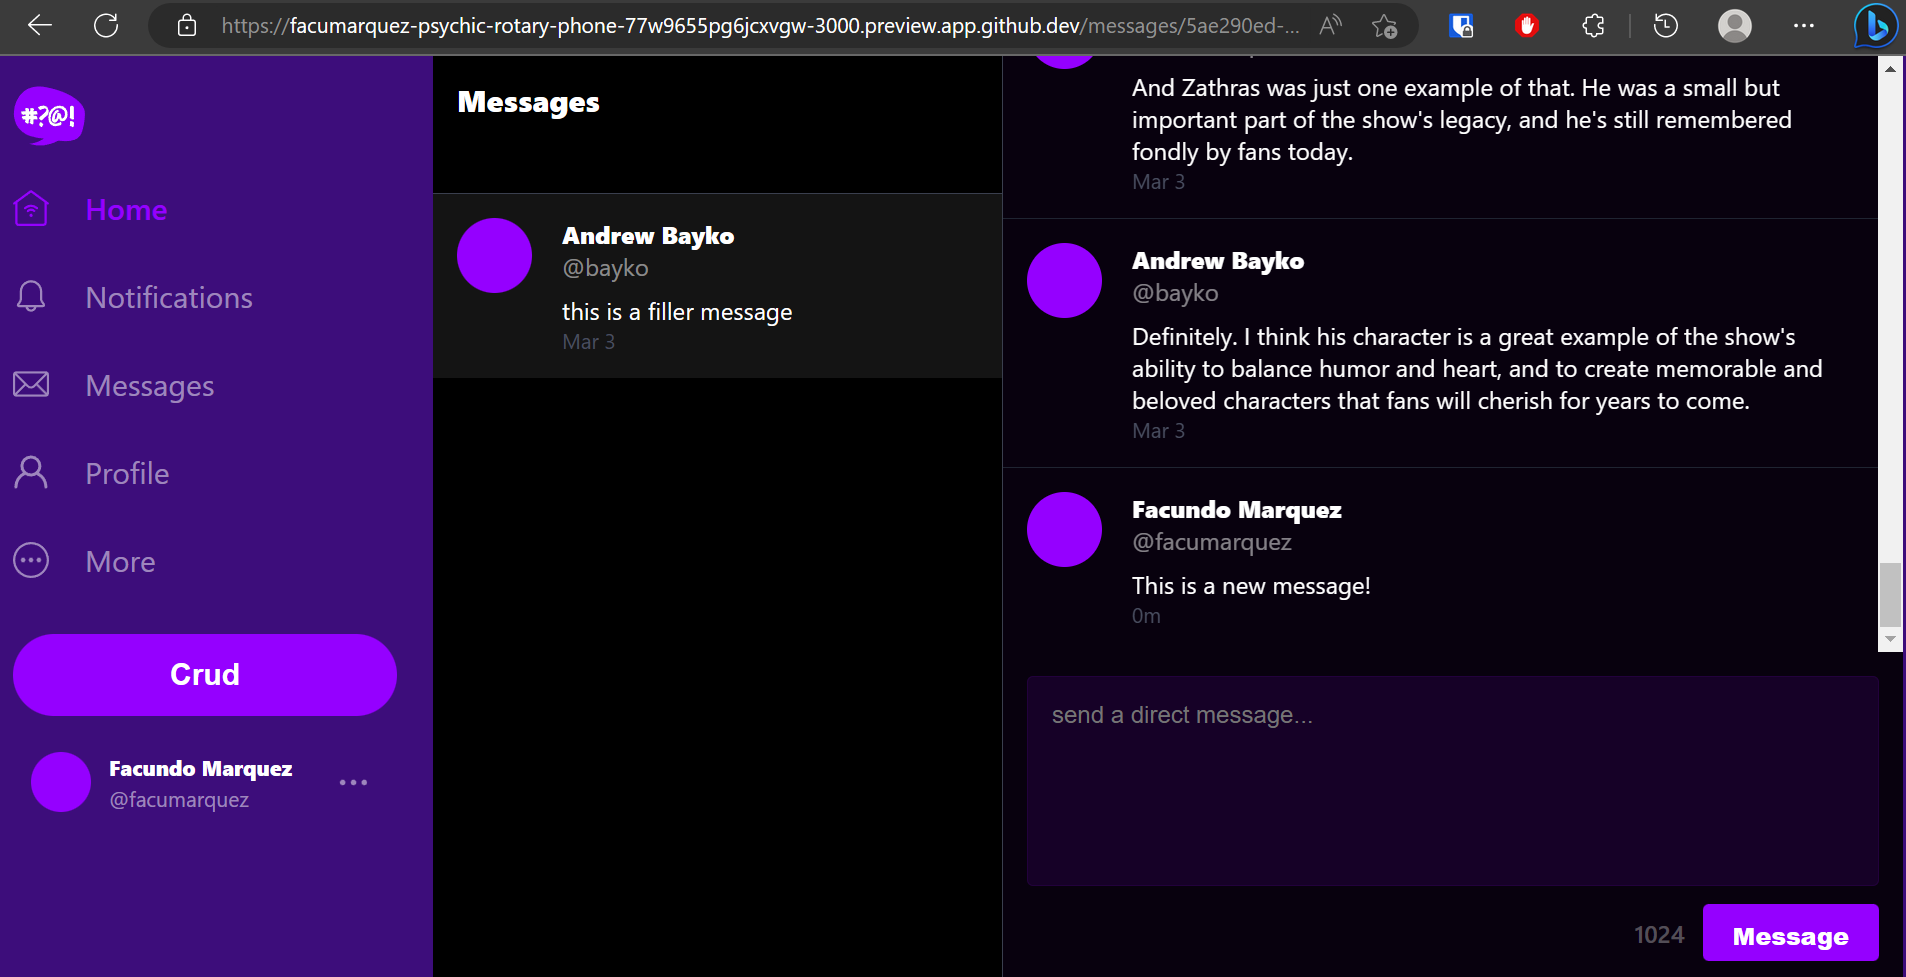 https://facumarquez-psychic-rotary-phone-77w9655pg6jcxvgw-3000.preview.app.github.dev/messages/5ae290ed-...
#?@!
Home
Notifications
Messages
Profile
More
Crud
Facundo Marquez
@facumarquez
Messages
Andrew Bayko
@bayko
this is a filler message
Mar 3
And Zathras was just one example of that. He was a small but
important part of the show's legacy, and he's still remembered
fondly by fans today.
Mar 3
Andrew Bayko
@bayko
Definitely. I think his character is a great example of the show's
ability to balance humor and heart, and to create memorable and
beloved characters that fans will cherish for years to come.
Mar 3
Facundo Marquez
@facumarquez
This is a new message!
0m
send a direct message...
1024
Message